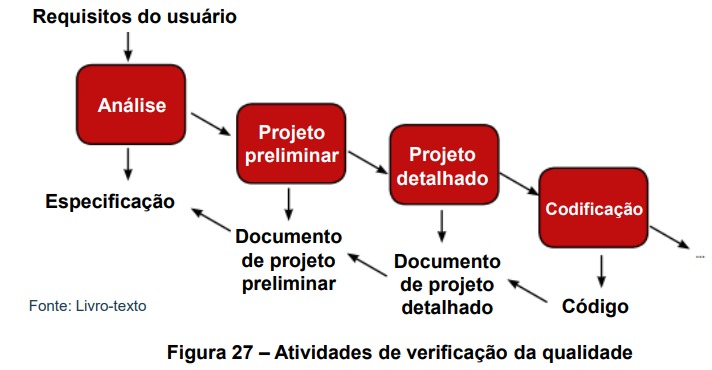 Requisitos do usuário
Análise
Projeto
preliminar
Projeto
detalhado
Codificação
...
Especificação
Documento
de projeto
preliminar
Documento
de projeto
detalhado
Código
Fonte: Livro-texto
Figura 27 – Atividades de verificação da qualidade